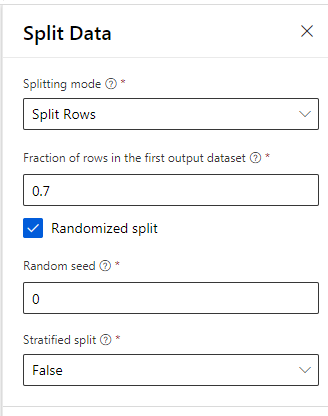 Split Data
Splitting mode *
Split Rows
Fraction of rows in the first output dataset *
0.7
Randomized split
Random seed *
0
Stratified split *
False